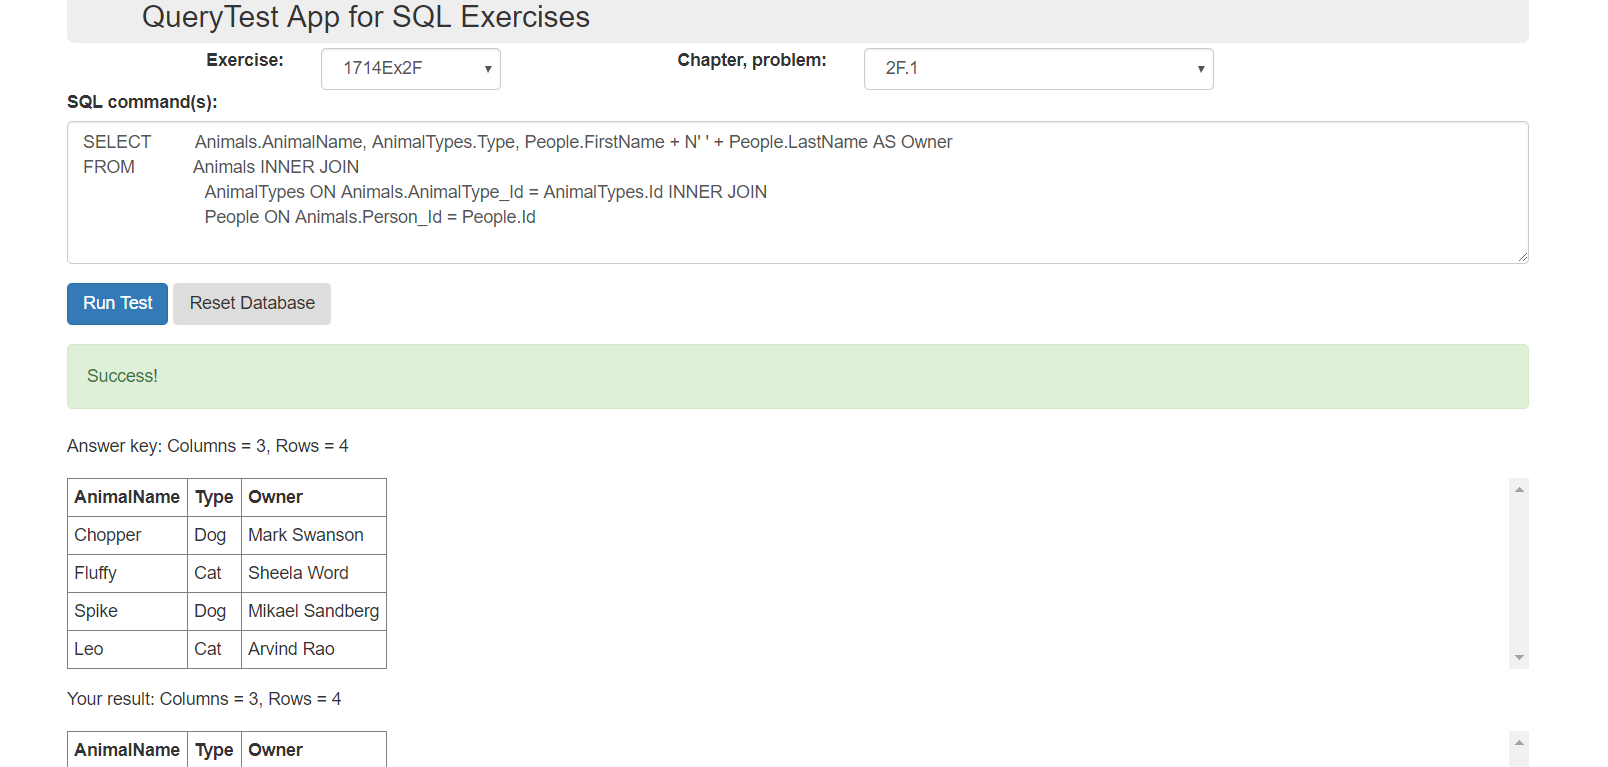 QueryTest App for SQL Exercises
Exercise: 1714Ex2F Chapter, problem: 2F.1
SQL command(s):
SELECT Animals.AnimalName, AnimalTypes.Type, People.FirstName + N' ' + People.LastName AS Owner
FROM Animals INNER JOIN
AnimalTypes ON Animals.AnimalType_Id = AnimalTypes.Id INNER JOIN
People ON Animals.Person_Id = People.Id
Run Test Reset Database
Success!
Answer key: Columns = 3, Rows = 4
AnimalName Type Owner
Chopper Dog Mark Swanson
Fluffy Cat Sheela Word
Spike Dog Mikael Sandberg
Leo Cat Arvind Rao
Your result: Columns = 3, Rows = 4
AnimalName Type Owner